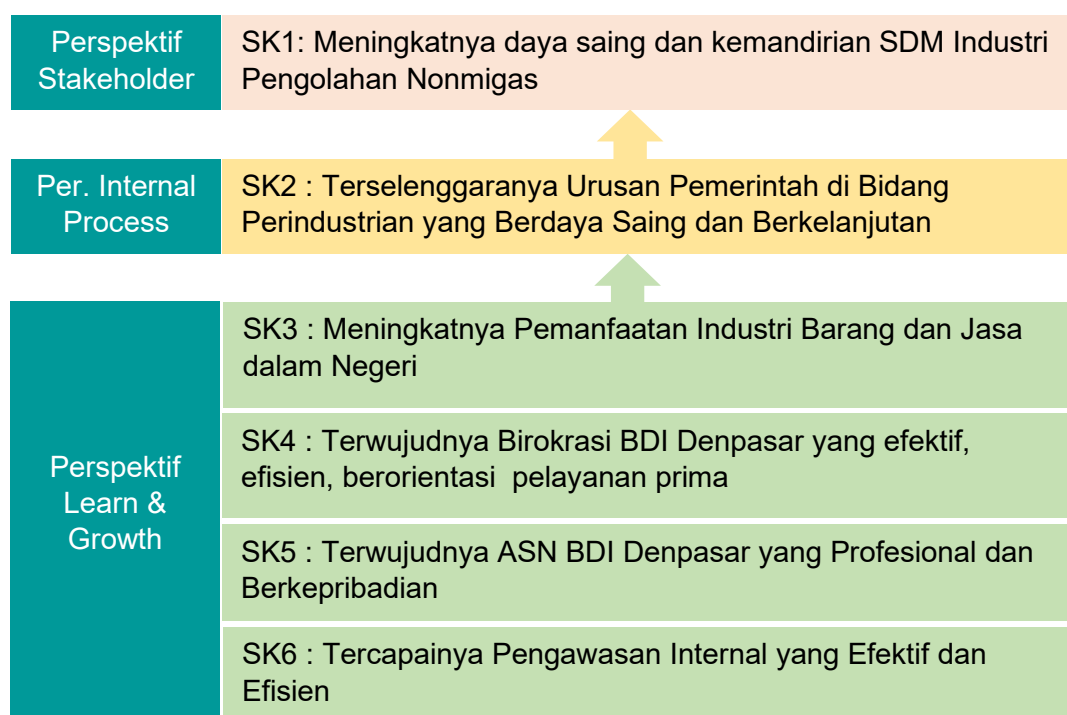 Perspektif
Stakeholder
SK1: Meningkatnya daya saing dan kemandirian SDM Industri
Pengolahan Nonmigas
Per. Internal
Process
SK2 : Terselenggaranya Urusan Pemerintah di Bidang
Perindustrian yang Berdaya Saing dan Berkelanjutan
Perspektif
Learn &
Growth
SK3 : Meningkatnya Pemanfaatan Industri Barang dan Jasa
dalam Negeri
SK4 : Terwujudnya Birokrasi BDI Denpasar yang efektif,
efisien, berorientasi  pelayanan prima
SK5 : Terwujudnya ASN BDI Denpasar yang Profesional dan
Berkepribadian
SK6 : Tercapainya Pengawasan Internal yang Efektif dan
Efisien